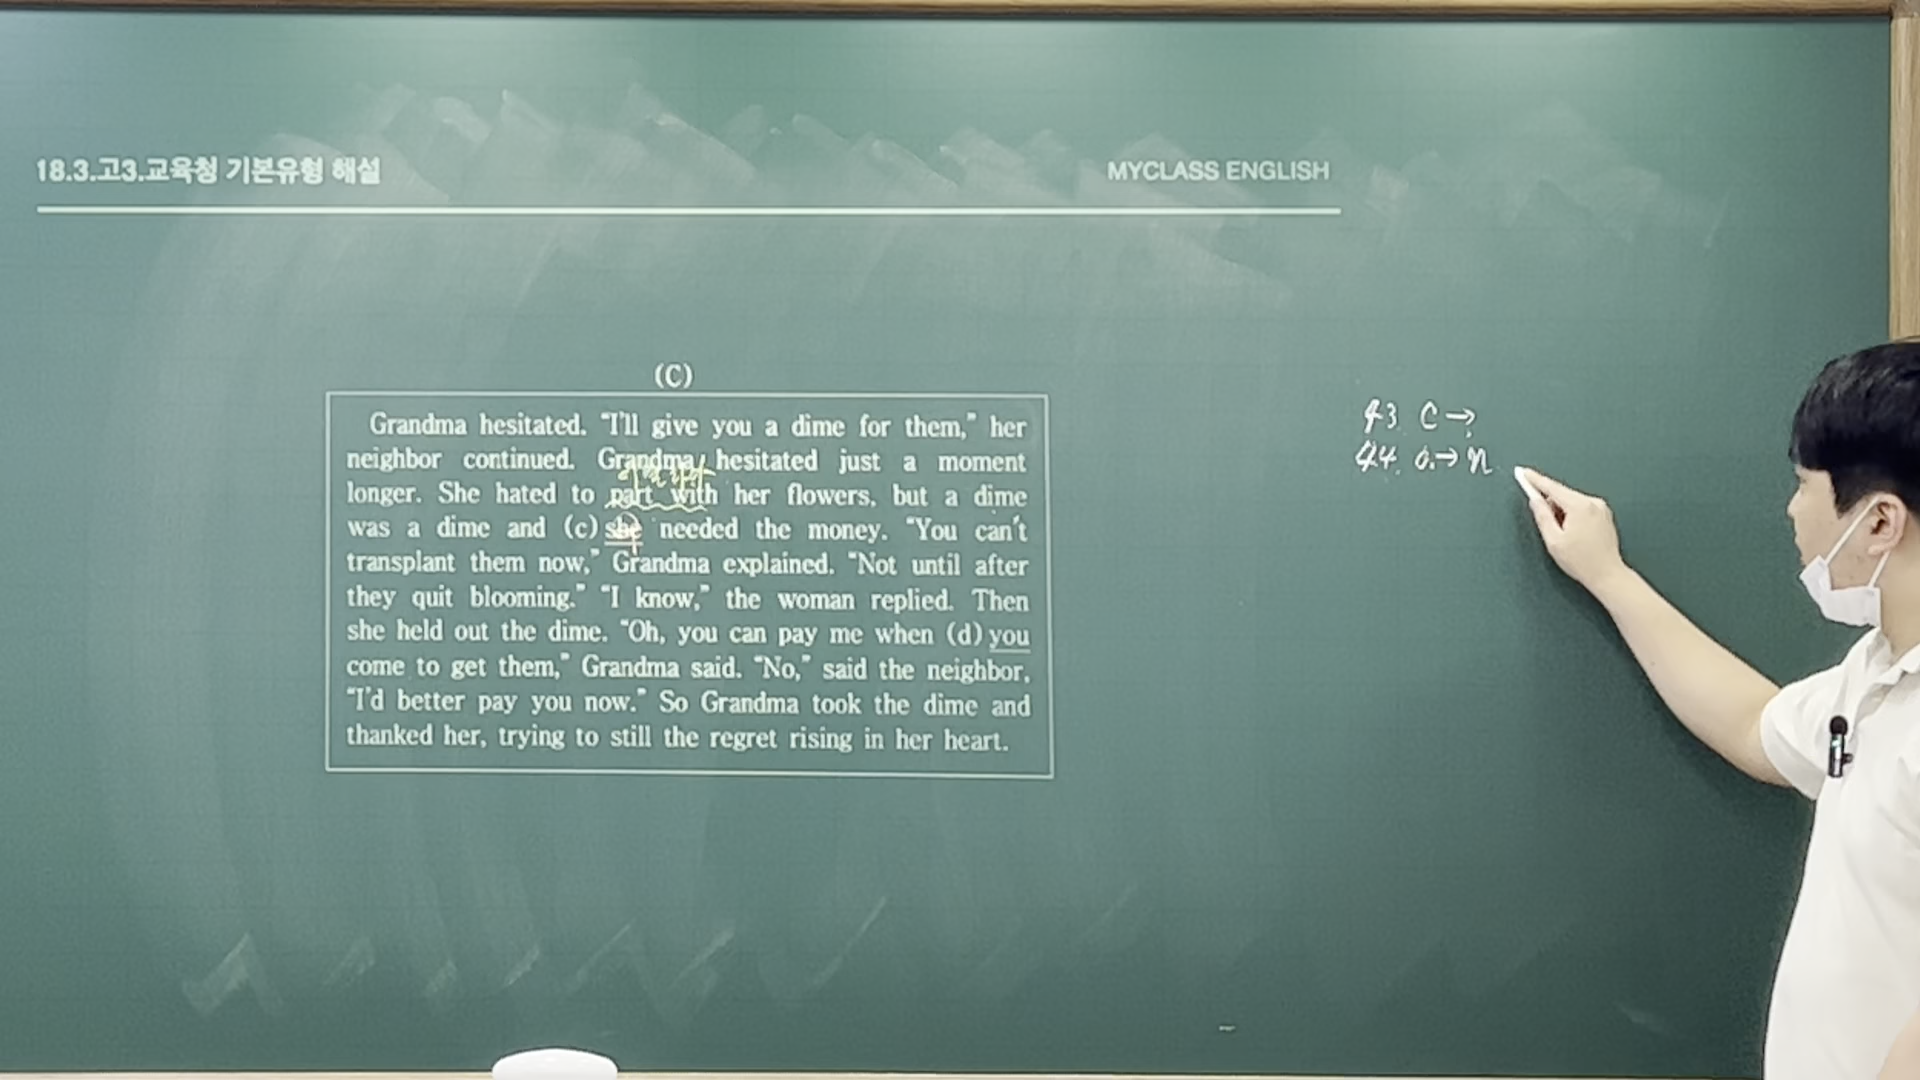 18.3.고3.교육청 기본유형 해설
MYCLASS ENGLISH
(C)
Grandma hesitated. “I’ll give you a dime for them,” her
neighbor continued. Grandma hesitated just a moment
longer. She hated to part with her flowers, but a dime
was a dime and (c) she needed the money. “You can’t
transplant them now,” Grandma explained. “Not until after
they quit blooming.” “I know,” the woman replied. Then
she held out the dime. “Oh, you can pay me when (d) you
come to get them,” Grandma said. “No,” said the neighbor,
“I’d better pay you now.” So Grandma took the dime and
thanked her, trying to still the regret rising in her heart.
43. C →
44. → n